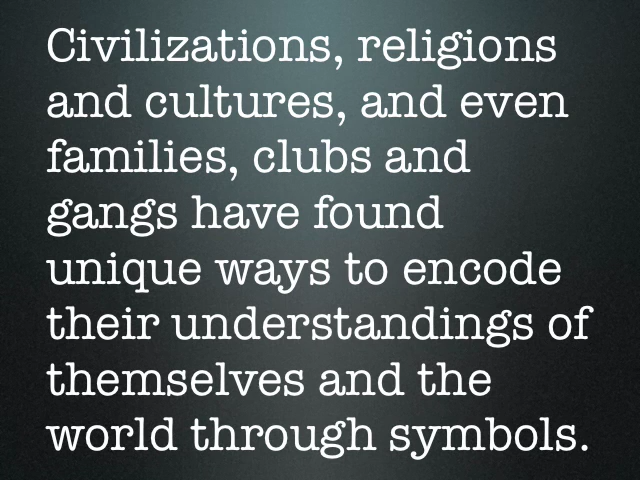 Civilizations, religions
and cultures, and even
families, clubs and
gangs have found
unique ways to encode
their understandings of
themselves and the
world through symbols.